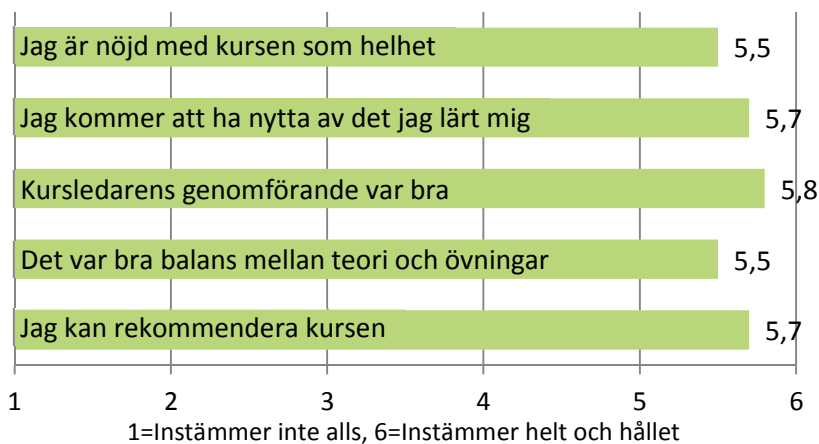 Jag är nöjd med kursen som helhet 5,5
Jag kommer att ha nytta av det jag lärt mig 5,7
Kursledarens genomförande var bra 5,8
Det var bra balans mellan teori och övningar 5,5
Jag kan rekommendera kursen 5,7
1 2 3 4 5 6
1=Instämmer inte alls, 6=Instämmer helt och hållet